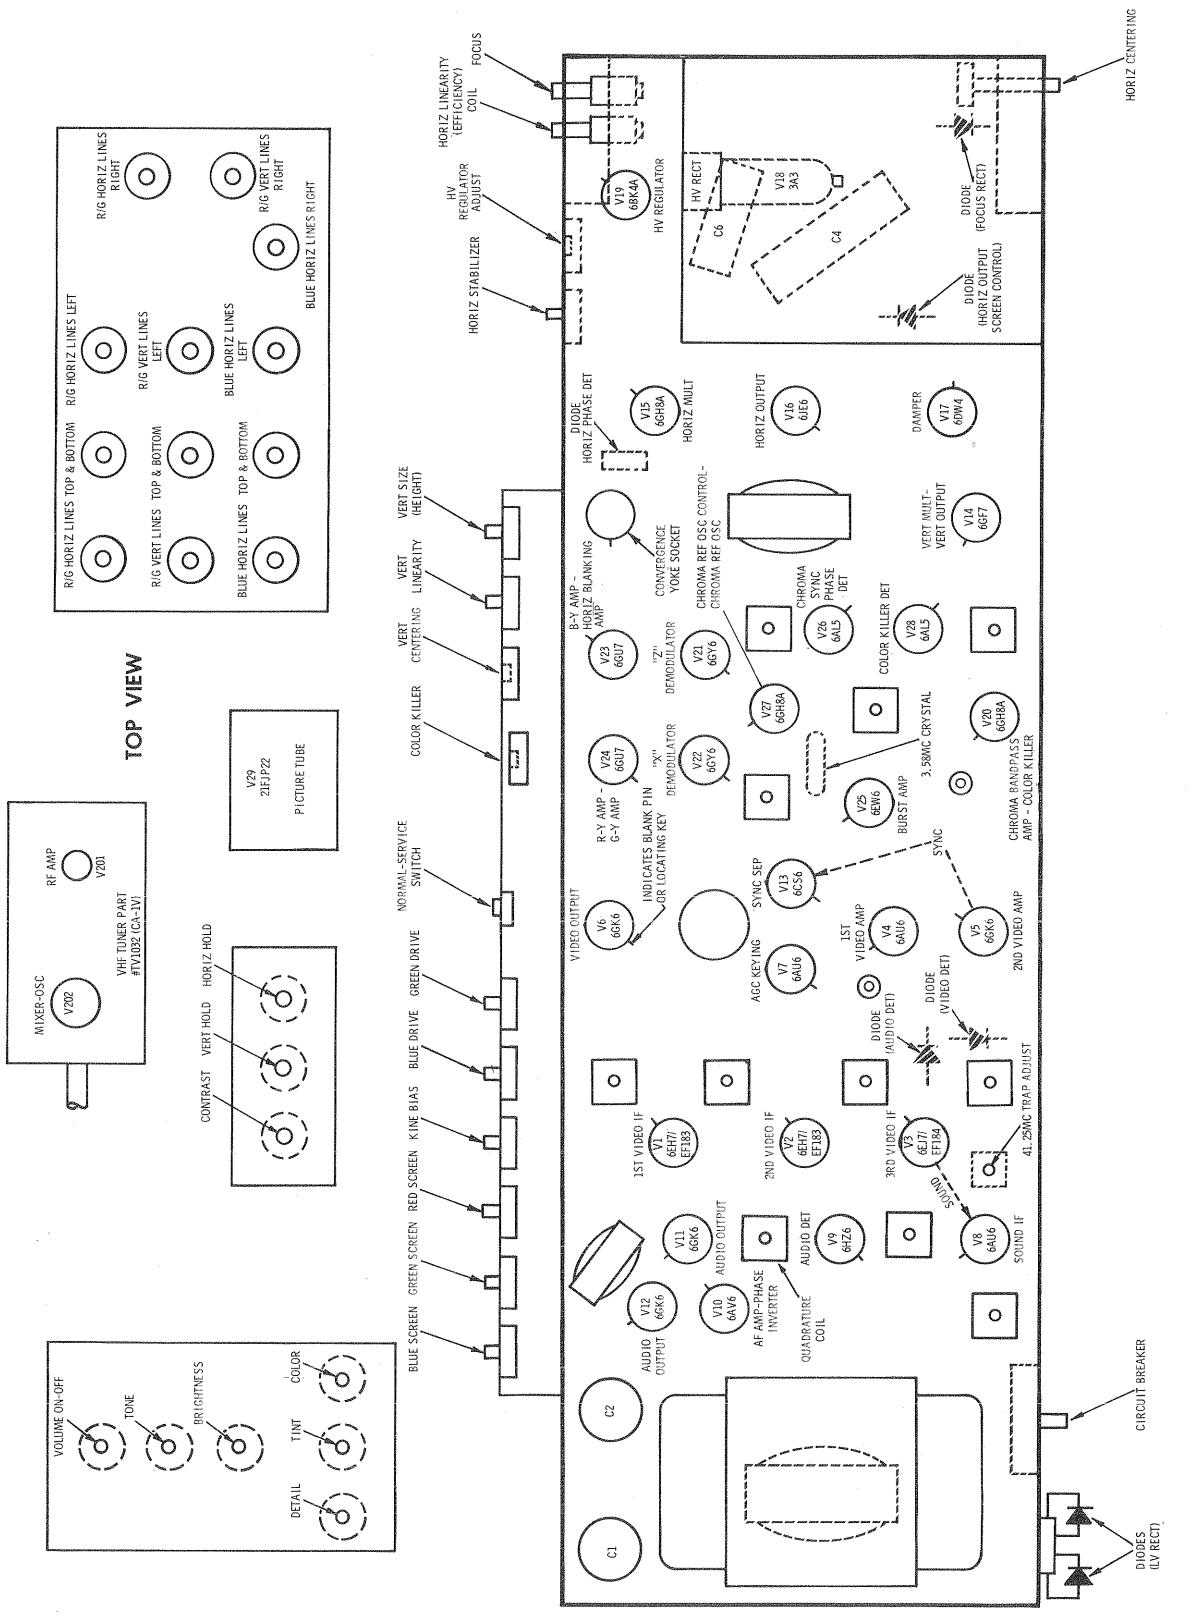 TOP VIEW
R/G HORIZ LINES TOP & BOTTOM
R/G HORIZ LINES LEFT
R/G HORIZ LINES
RIGHT
R/G VERT LINES TOP & BOTTOM
R/G VERT LINES
LEFT
R/G VERT LINES
RIGHT
BLUE HORIZ LINES TOP & BOTTOM
BLUE HORIZ LINES
LEFT
BLUE HORIZ LINES RIGHT
MIXER-OSC
V202
RF AMP
V201
VHF TUNER PART
#TV1032 (CA-1V)
V29
21FJP22
PICTURE TUBE
CONTRAST
VERT HOLD
HORIZ HOLD
VOLUME ON-OFF
TONE
BRIGHTNESS
DETAIL
TINT
COLOR
BLUE SCREEN
GREEN SCREEN
RED SCREEN
KINE BIAS
BLUE DRIVE
GREEN DRIVE
NORMAL-SERVICE
SWITCH
COLOR KILLER
VERT
CENTERING
VERT
LINEARITY
VERT SIZE
(HEIGHT)
HORIZ STABILIZER
HV
REGULATOR
ADJUST
HORIZ LINEARITY
(EFFICIENCY)
COIL
FOCUS
C1
C2
AUDIO
OUTPUT
V12
6GK6
V11
6GK6
AUDIO OUTPUT
V10
6AV6
AF AMP-PHASE
INVERTER
QUADRATURE
COIL
AUDIO DET
V9
6HZ6
V8
6AU6
SOUND IF
SOUND
1ST VIDEO IF
V1
6EH7/
EF183
2ND VIDEO IF
V2
6EH7/
EF183
3RD VIDEO IF
V3
6EJ7/
EF184
41.25MC TRAP ADJUST
DIODE
(AUDIO DET)
DIODE
(VIDEO DET)
VIDEO OUTPUT
V6
6GK6
INDICATES BLANK PIN
OR LOCATING KEY
AGC KEYING
V7
6AU6
SYNC SEP
V13
6CS6
SYNC
1ST
VIDEO AMP
V4
6AU6
V5
6GK6
2ND VIDEO AMP
R-Y AMP -
G-Y AMP
V24
6GU7
"X"
DEMODULATOR
V22
6GY6
B-Y AMP -
HORIZ BLANKING
AMP
V23
6GU7
"Z"
DEMODULATOR
V21
6GY6
CHROMA REF OSC CONTROL-
CHROMA REF OSC
V27
6GH8A
3.58MC CRYSTAL
V25
6EW6
BURST AMP
V20
6GH8A
CHROMA BANDPASS
AMP - COLOR KILLER
CHROMA
SYNC
PHASE
DET
V26
6AL5
COLOR KILLER DET
V28
6AL5
CONVERGENCE
YOKE SOCKET
DIODE
HORIZ PHASE DET
V15
6GH8A
HORIZ MULT
HORIZ OUTPUT
V16
6JE6
DAMPER
V17
6DW4
VERT MULT-
VERT OUTPUT
V14
6GF7
V19
6BK4A
HV REGULATOR
HV RECT
V18
3A3
C6
C4
DIODE
(HORIZ OUTPUT
SCREEN CONTROL)
DIODE
(FOCUS RECT)
HORIZ CENTERING
CIRCUIT BREAKER
DIODES
(LV RECT)